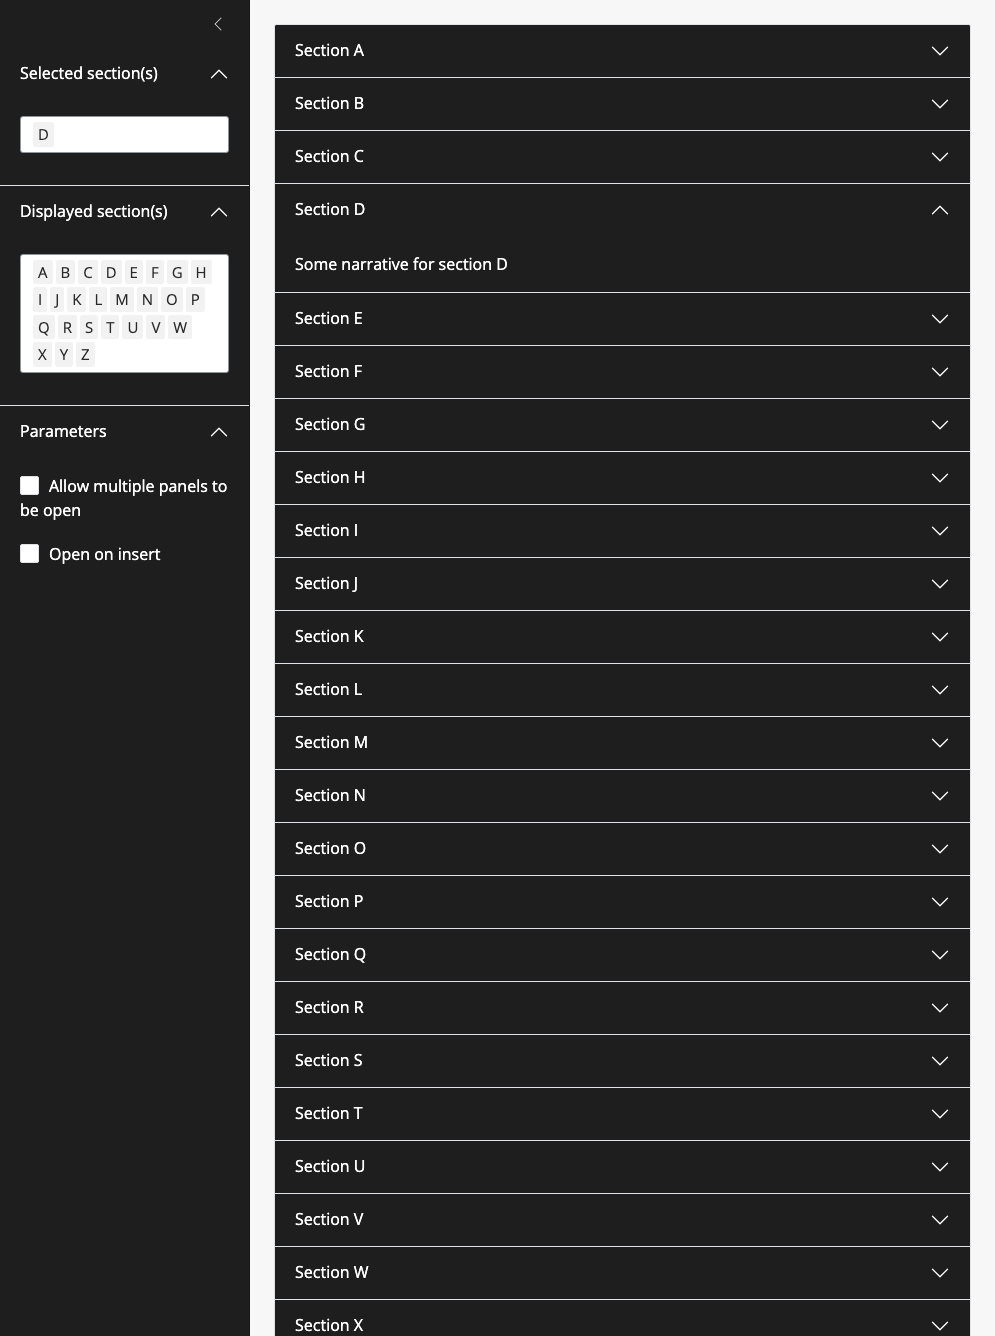 Selected section(s)
D
Displayed section(s)
A B C D E F G H
I J K L M N O P
Q R S T U V W
X Y Z
Parameters
Allow multiple panels to
be open
Open on insert
Section A
Section B
Section C
Section D
Some narrative for section D
Section E
Section F
Section G
Section H
Section I
Section J
Section K
Section L
Section M
Section N
Section O
Section P
Section Q
Section R
Section S
Section T
Section U
Section V
Section W
Section X